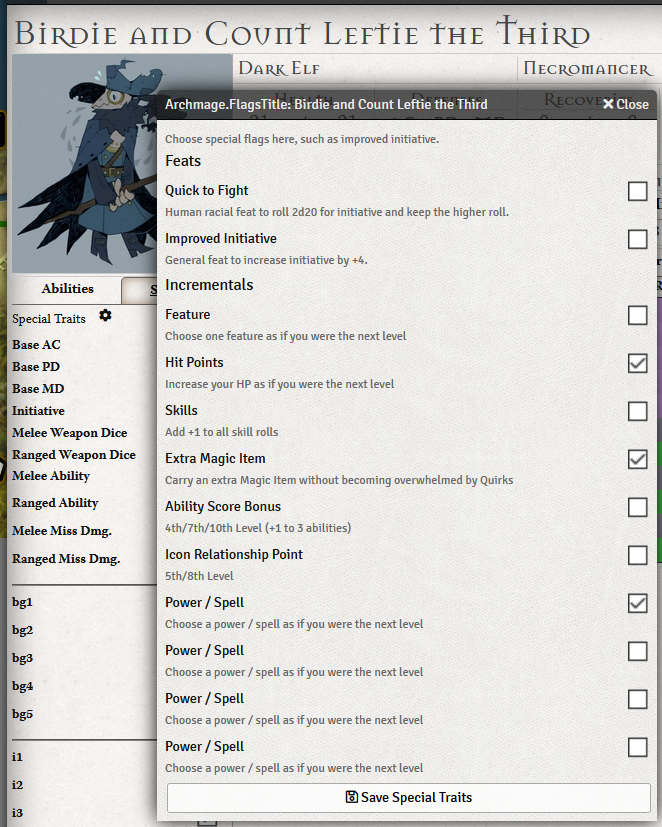 Birdie and Count Leftie the Third
Dark Elf
Necromancer
Archmage.FlagsTitle: Birdie and Count Leftie the Third
Close
Choose special flags here, such as improved initiative.
Feats
Quick to Fight
Human racial feat to roll 2d20 for initiative and keep the higher roll.
Improved Initiative
General feat to increase initiative by +4.
Incrementals
Feature
Choose one feature as if you were the next level
Hit Points
Increase your HP as if you were the next level
Skills
Add +1 to all skill rolls
Extra Magic Item
Carry an extra Magic Item without becoming overwhelmed by Quirks
Ability Score Bonus
4th/7th/10th Level (+1 to 3 abilities)
Icon Relationship Point
5th/8th Level
Power / Spell
Choose a power / spell as if you were the next level
Power / Spell
Choose a power / spell as if you were the next level
Power / Spell
Choose a power / spell as if you were the next level
Power / Spell
Choose a power / spell as if you were the next level
Save Special Traits
Abilities
Special Traits
Base AC
Base PD
Base MD
Initiative
Melee Weapon Dice
Ranged Weapon Dice
Melee Ability
Ranged Ability
Melee Miss Dmg.
Ranged Miss Dmg.
bg1
bg2
bg3
bg4
bg5
i1
i2
i3